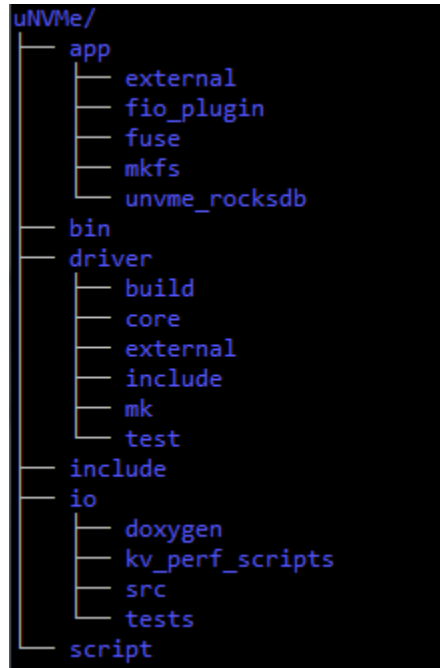 uNVMe/
├── app
│   ├── external
│   ├── fio_plugin
│   ├── fuse
│   ├── mkfs
│   └── unvme_rocksdb
├── bin
├── driver
│   ├── build
│   ├── core
│   ├── external
│   ├── include
│   ├── mk
│   └── test
├── include
├── io
│   ├── doxygen
│   ├── kv_perf_scripts
│   ├── src
│   └── tests
└── script